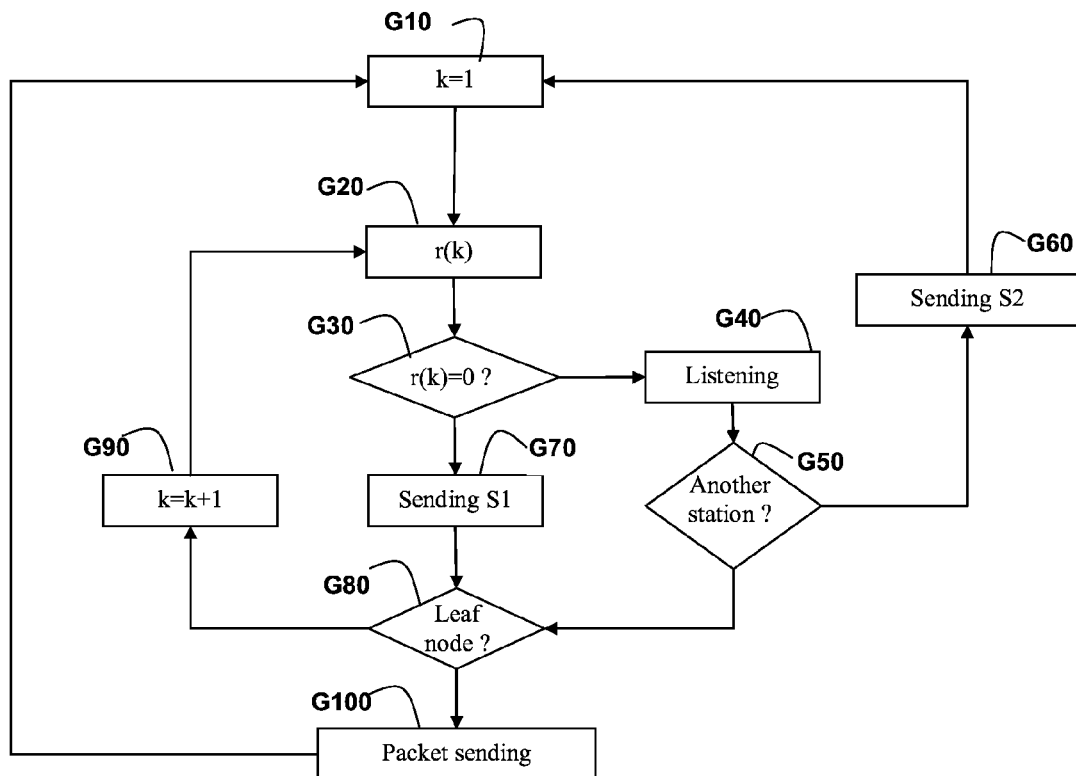 G10
k=1
G20
r(k)
G60
Sending S2
G30
r(k)=0 ?
G40
Listening
G90
k=k+1
G70
Sending S1
G50
Another
station ?
G80
Leaf
node ?
G100
Packet sending